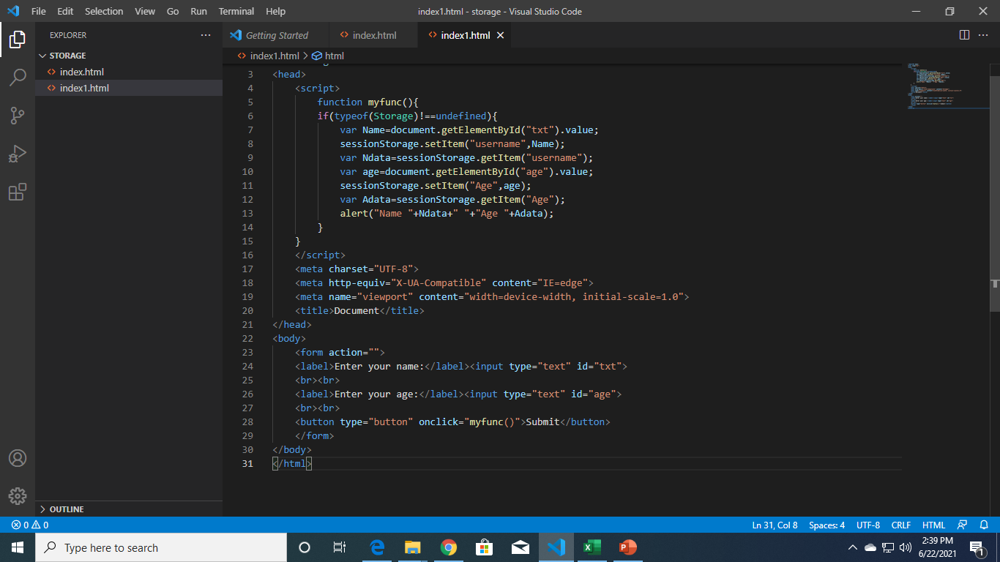 File Edit Selection View Go Run Terminal Help index1.html - storage - Visual Studio Code
EXPLORER
Getting Started index.html index1.html
STORAGE
index.html
index1.html
index1.html > html
3 <head>
4 <script>
5 function myfunc(){
6 if(typeof(Storage)!==undefined){
7 var Name=document.getElementById("txt").value;
8 sessionStorage.setItem("username",Name);
9 var Ndata=sessionStorage.getItem("username");
10 var age=document.getElementById("age").value;
11 sessionStorage.setItem("Age",age);
12 var Adata=sessionStorage.getItem("Age");
13 alert("Name "+Ndata+" "+"Age "+Adata);
14 }
15 }
16 </script>
17 <meta charset="UTF-8">
18 <meta http-equiv="X-UA-Compatible" content="IE=edge">
19 <meta name="viewport" content="width=device-width, initial-scale=1.0">
20 <title>Document</title>
21 </head>
22 <body>
23 <form action="">
24 <label>Enter your name:</label><input type="text" id="txt">
25 <br><br>
26 <label>Enter your age:</label><input type="text" id="age">
27 <br><br>
28 <button type="button" onclick="myfunc()">Submit</button>
29 </form>
30 </body>
31 </html>
OUTLINE
0 0 Ln 31, Col 8 Spaces: 4 UTF-8 CRLF HTML
Type here to search
2:39 PM
6/22/2021
1